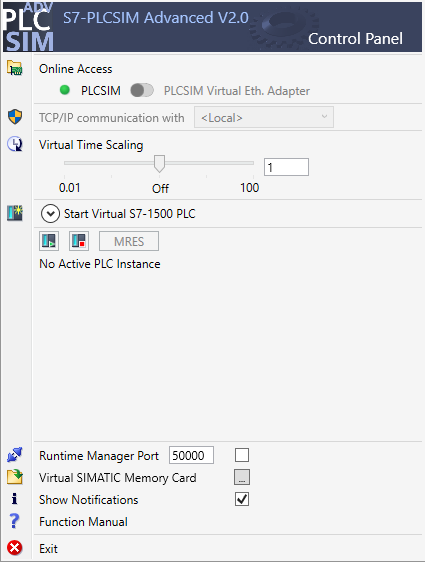 ADV
PLC
SIM
S7-PLCSIM Advanced V2.0
Control Panel
Online Access
PLCSIM PLCSIM Virtual Eth. Adapter
TCP/IP communication with <Local>
Virtual Time Scaling
1
0.01 Off 100
Start Virtual S7-1500 PLC
MRES
No Active PLC Instance
Runtime Manager Port 50000
Virtual SIMATIC Memory Card ...
Show Notifications
Function Manual
Exit